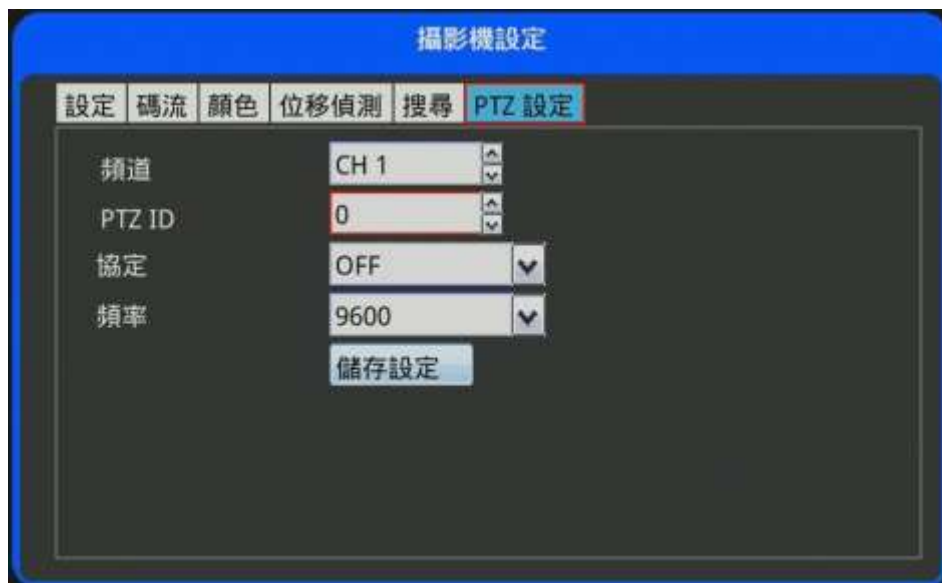 攝影機設定
設定 碼流 顏色 位移偵測 搜尋 PTZ 設定
頻道 CH 1
PTZ ID 0
協定 OFF
頻率 9600
儲存設定